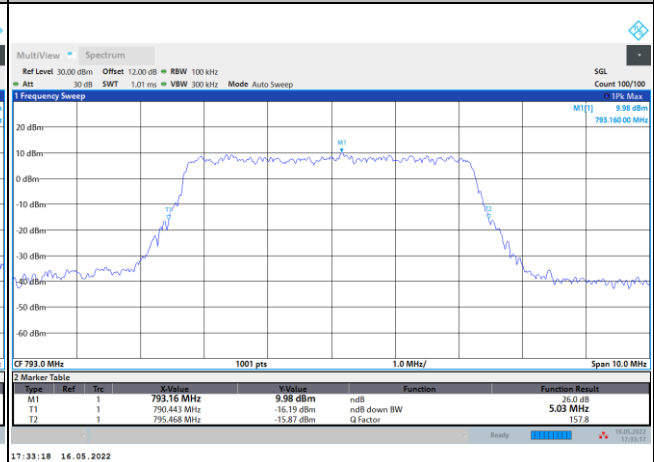 MultiView Spectrum
Ref Level 30.00 dBm Offset 12.00 dB RBW 100 kHz SGL
Att 30 dB SWT 1.01 ms VBW 300 kHz Mode Auto Sweep Count 100/100
1 Frequency Sweep 1Pk Max
M1[1] 9.98 dBm
793.160 00 MHz
M1
20 dBm
10 dBm
0 dBm
-10 dBm
T1 T2
-20 dBm
-30 dBm
-40 dBm
-50 dBm
-60 dBm
CF 793.0 MHz 1001 pts 1.0 MHz/ Span 10.0 MHz
2 Marker Table
Type Ref Trc X-Value Y-Value Function Function Result
M1 1 793.16 MHz 9.98 dBm ndB 26.0 dB
T1 1 790.443 MHz -16.19 dBm ndB down BW 5.03 MHz
T2 1 795.468 MHz -15.87 dBm Q Factor 157.8
Ready 16.05.2022
17:33:17
17:33:18 16.05.2022